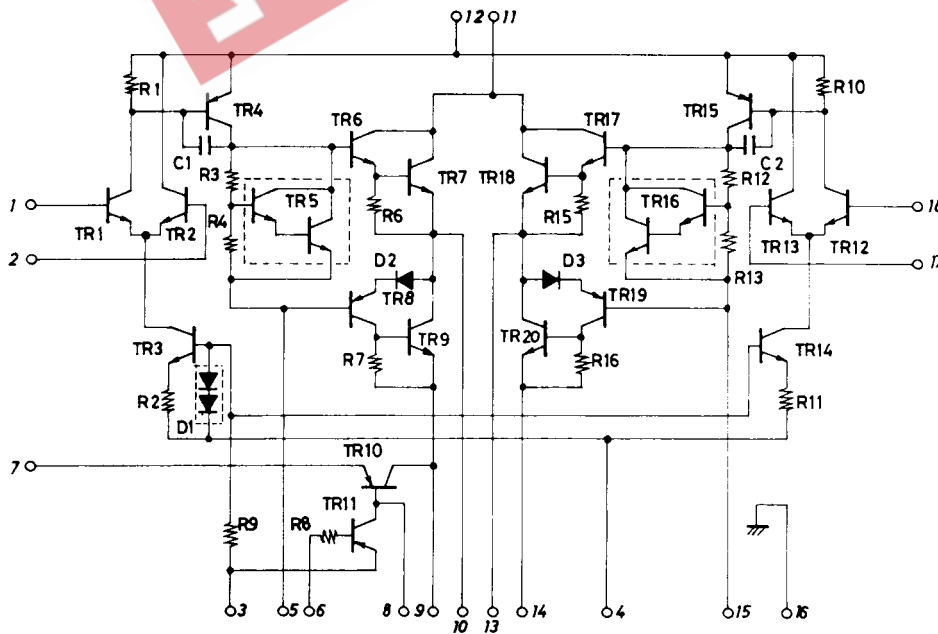 12 11
R1 R10
TR4 TR15
TR6 TR17
C1 C2
R3 TR5 TR7 TR18 TR16 R12
1 R4 R6 R15 18
TR1 TR2 TR13 TR12
2 R13 17
D2 D3
TR8 TR19
TR3 TR9 TR20 TR14
R7 R16
R2 R11
D1
TR10
7
TR11
R9 R8
3 5 6 8 9 10 13 14 4 15 16